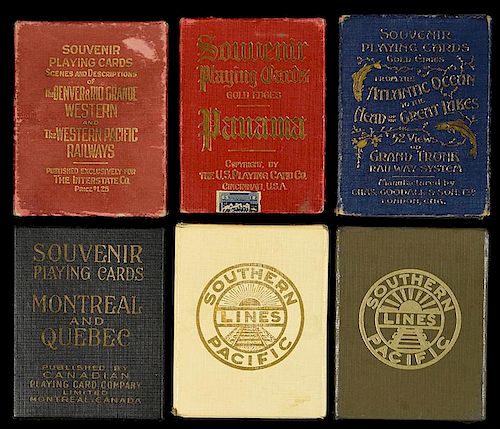 SOUVENIR
PLAYING CARDS
SCENES AND DESCRIPTIONS
OF
The DENVER & RIO GRANDE
WESTERN
AND
The WESTERN PACIFIC
RAILWAYS
PUBLISHED EXCLUSIVELY FOR
THE INTERSTATE CO.
PRICE $1.25
Souvenir
Playing Cards
GOLD EDGES
Panama
COPYRIGHT, BY
THE U.S. PLAYING CARD CO.
CINCINNATI, U.S.A.
SOUVENIR
PLAYING CARDS
GOLD EDGES
FROM THE
ATLANTIC OCEAN
TO THE
HEAD OF GREAT LAKES
52 VIEWS ON
GRAND TRUNK
RAILWAY SYSTEM
Manufactured by
CHAS. GOODALL & SON, LTD.
LONDON, ENG.
SOUVENIR
PLAYING CARDS
MONTREAL
AND
QUEBEC
PUBLISHED BY
CANADIAN
PLAYING CARD COMPANY
LIMITED
MONTREAL, CANADA
SOUTHERN
LINES
PACIFIC
SOUTHERN
LINES
PACIFIC